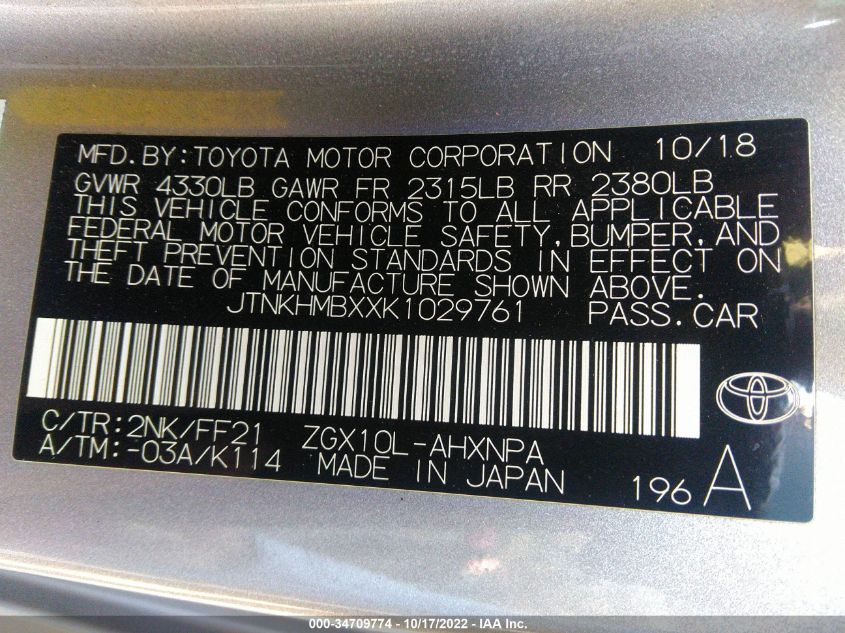 MFD.BY:TOYOTA MOTOR CORPORATION 10/18
GVWR 4330LB GAWR FR 2315LB RR 2380LB
THIS VEHICLE CONFORMS TO ALL APPLICABLE
FEDERAL MOTOR VEHICLE SAFETY,BUMPER,AND
THEFT PREVENTION STANDARDS IN EFFECT ON
THE DATE OF MANUFACTURE SHOWN ABOVE.
JTNKHMBXXK1029761 PASS.CAR
C/TR:2NK/FF21 ZGX10L-AHXNPA
A/TM:-03A/K114 MADE IN JAPAN 196 A
000-34709774 - 10/17/2022 - IAA Inc.